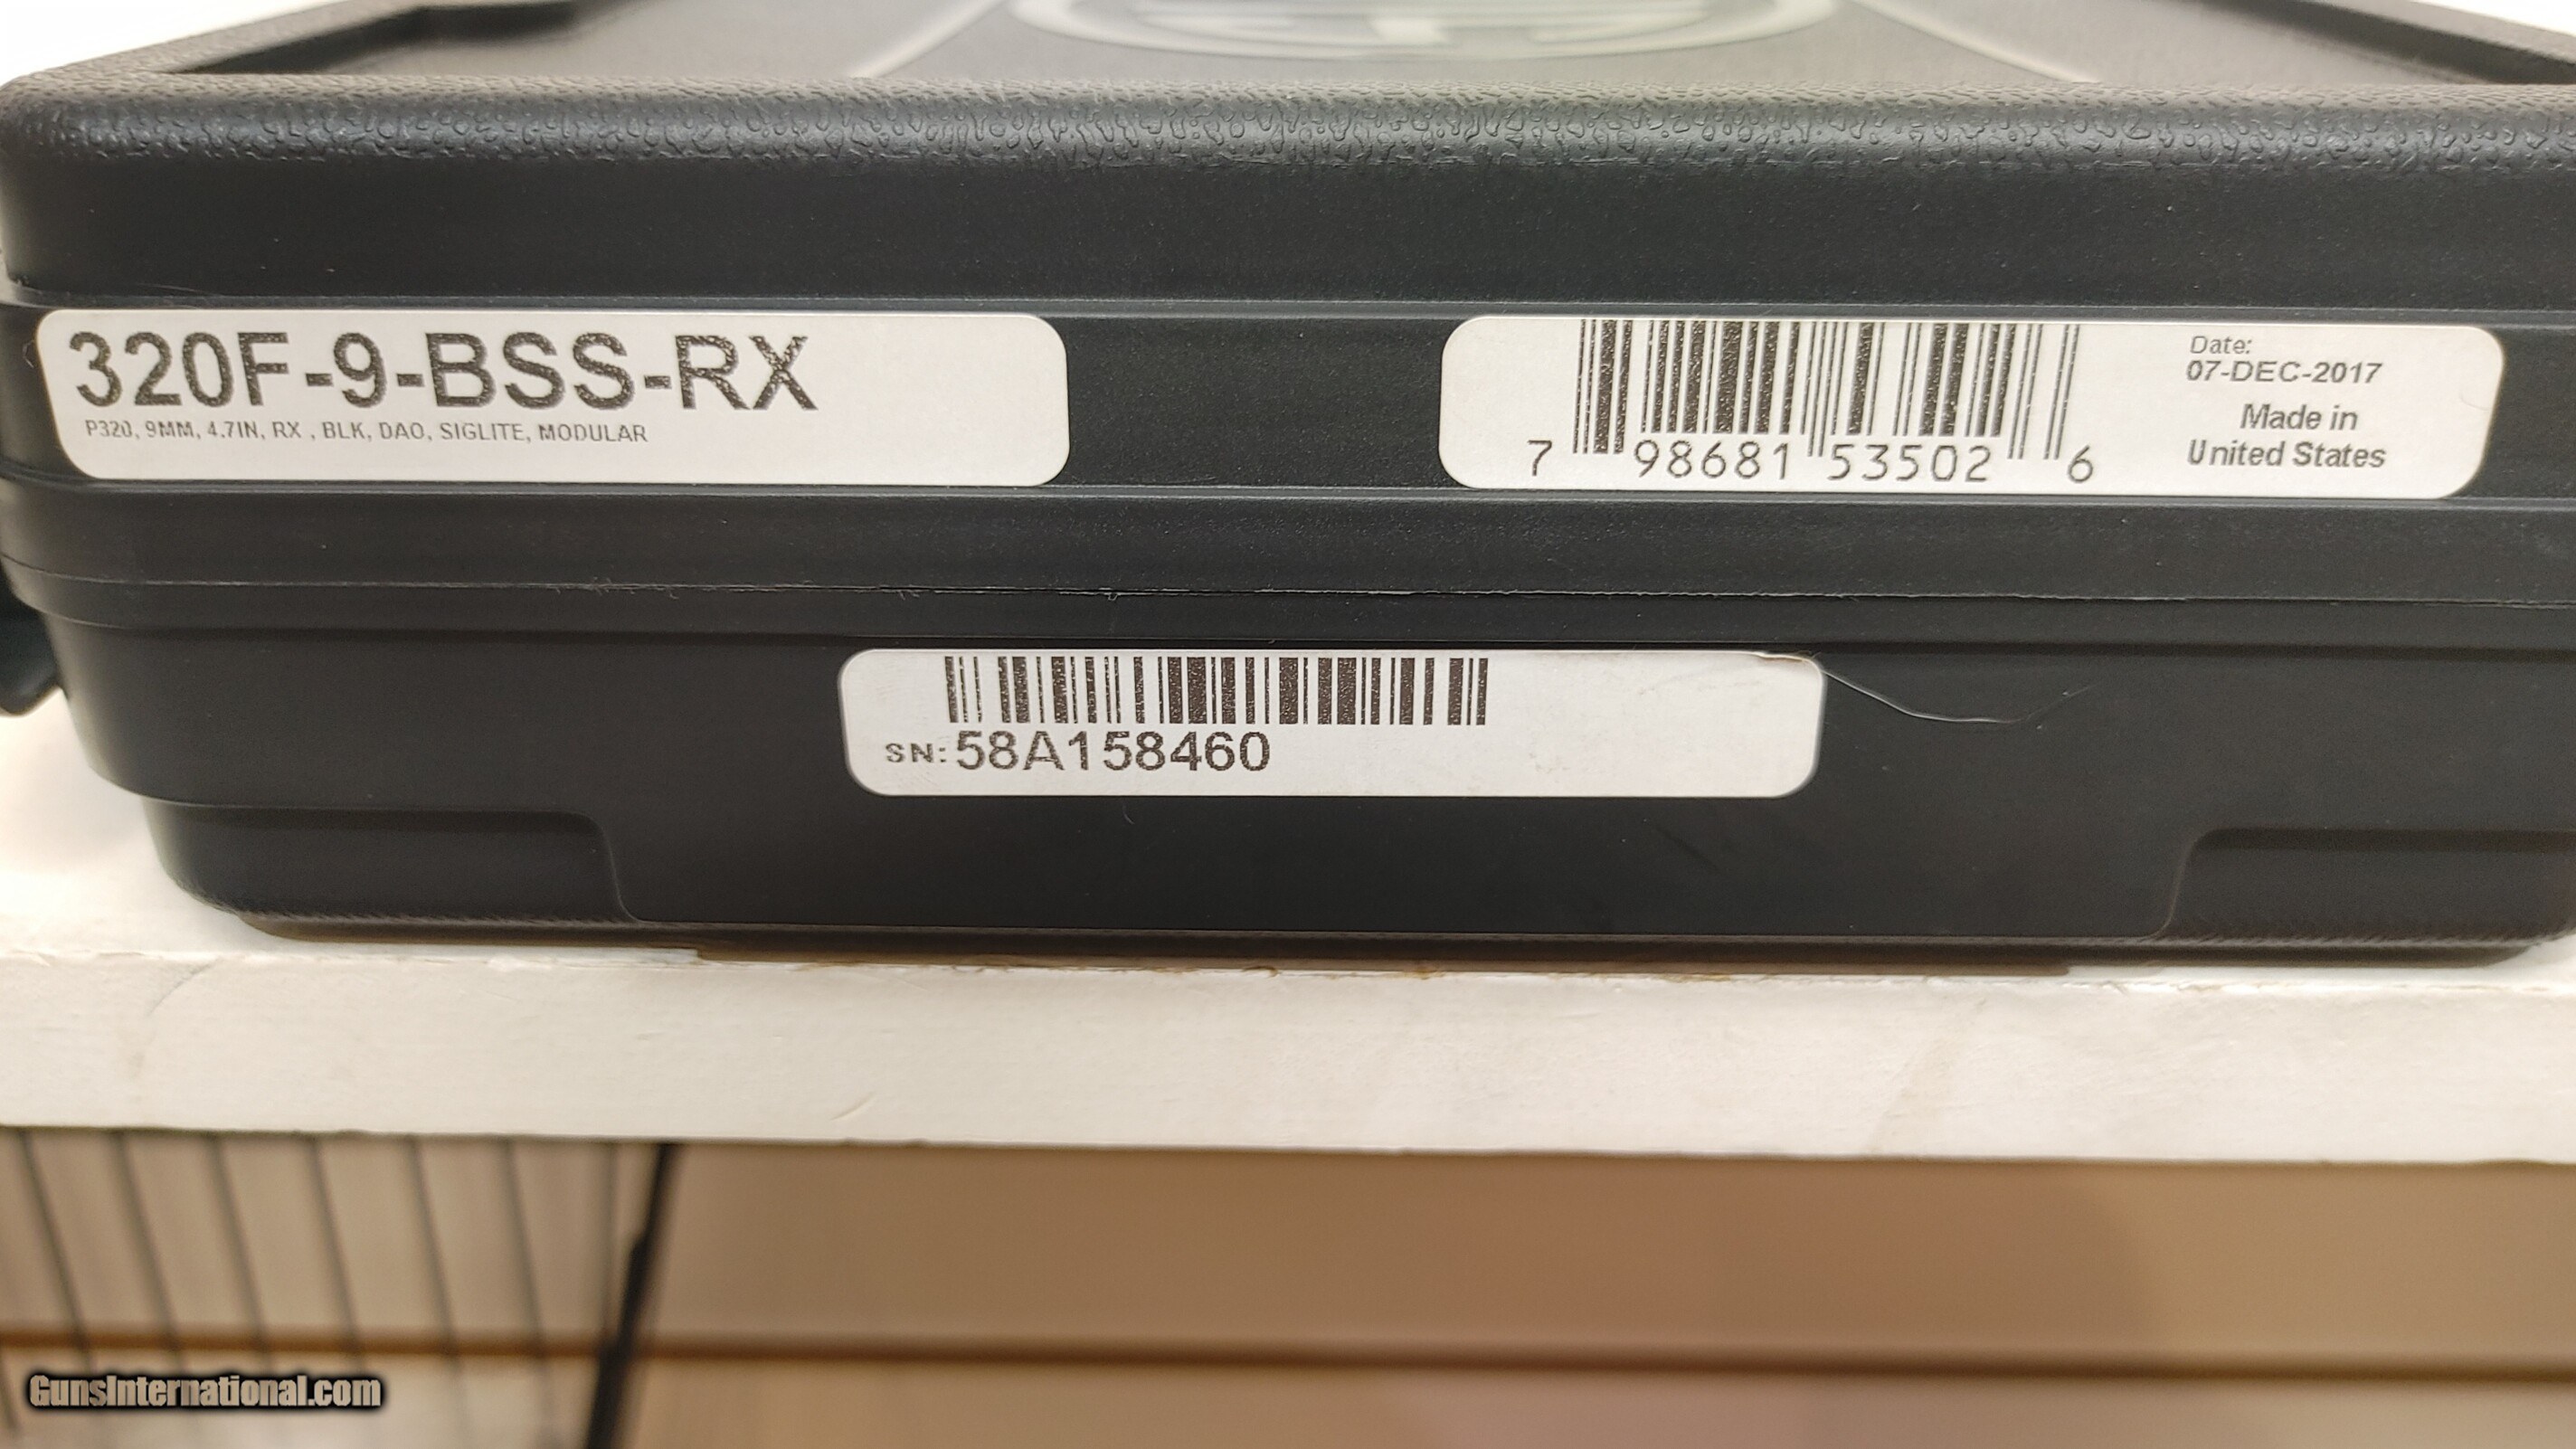 320F-9-BSS-RX
P320, 9MM, 4.7IN, RX , BLK, DAO, SIGLITE, MODULAR
7 98681 53502 6
Date:
07-DEC-2017
Made in
United States
SN: 58A158460
GunsInternational.com